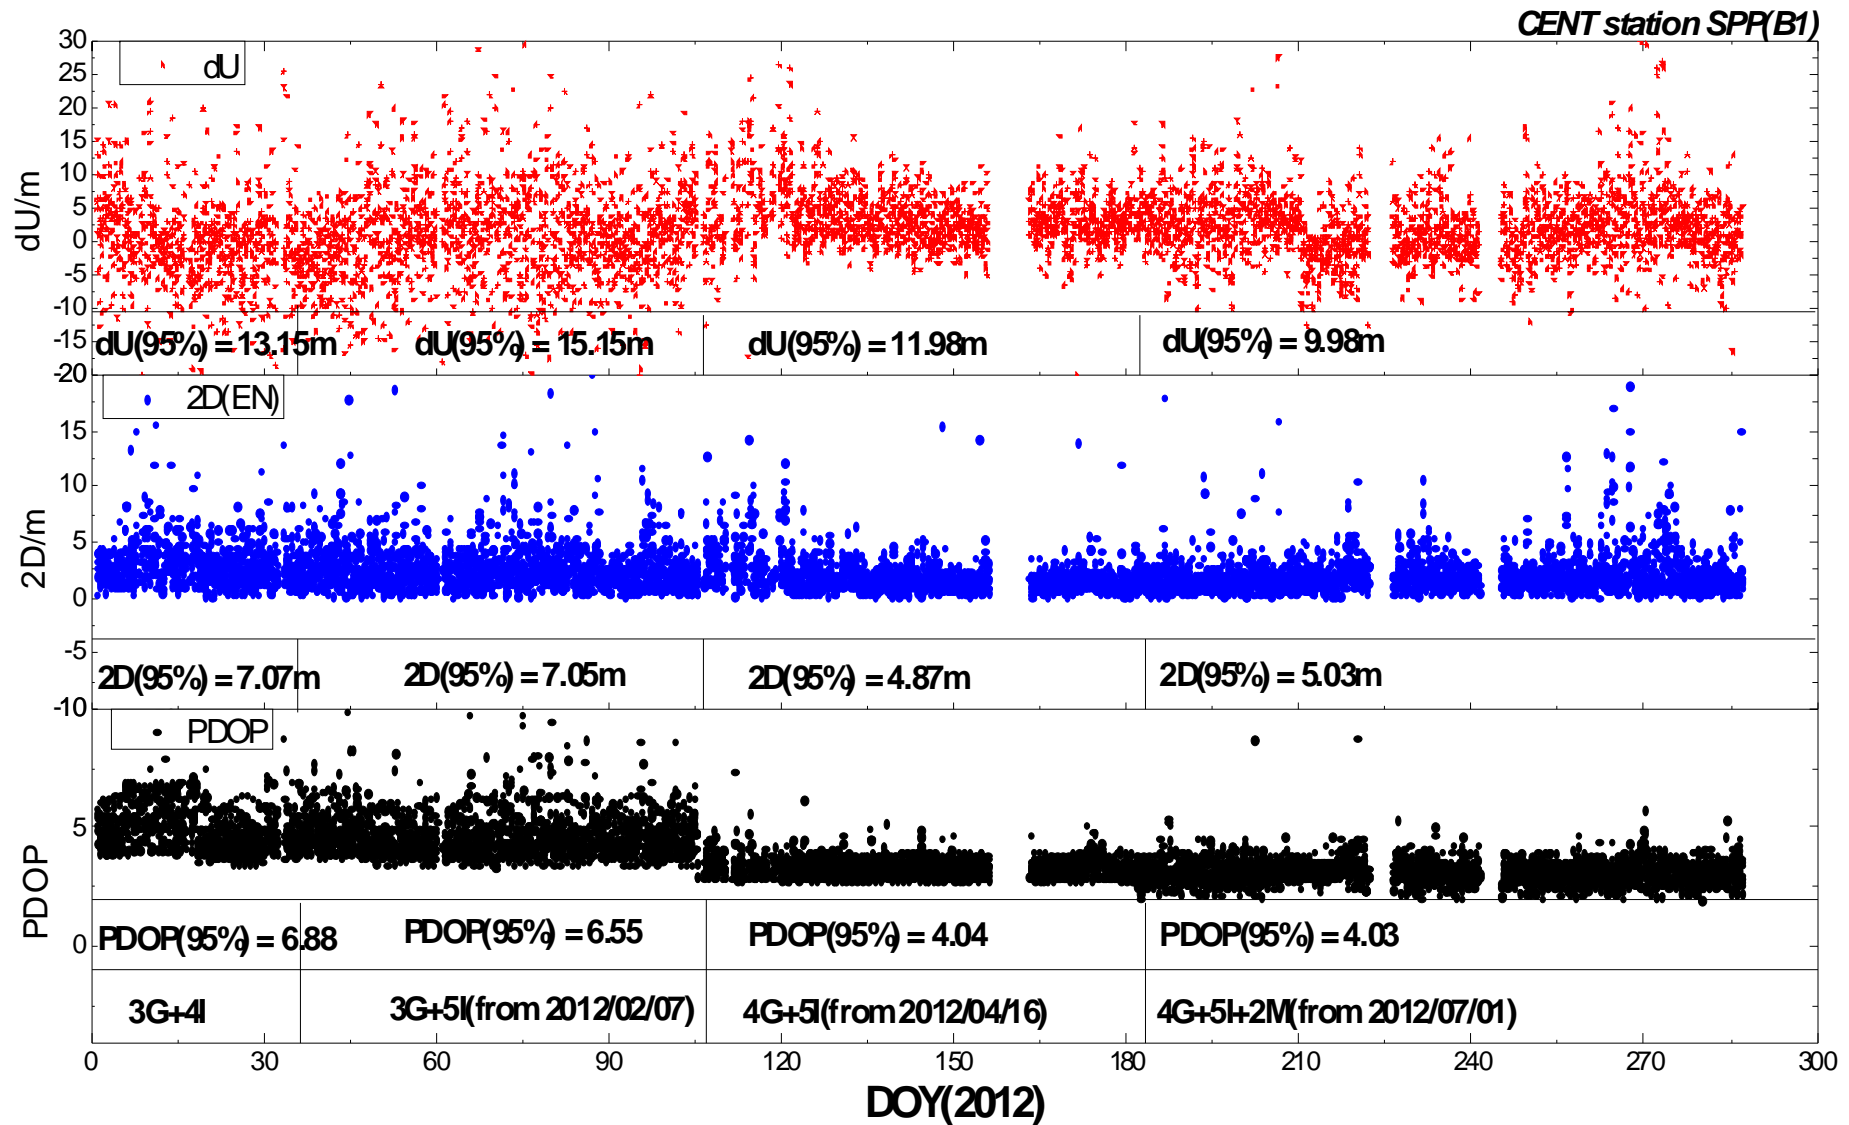 CENT station SPP(B1)
30
25
20
15
10
5
0
-5
-10
-15
-20
dU/m
dU
dU(95%) = 13.15m
dU(95%) = 15.15m
dU(95%) = 11.98m
dU(95%) = 9.98m
20
15
10
5
0
-5
-10
2D/m
2D(EN)
2D(95%) = 7.07m
2D(95%) = 7.05m
2D(95%) = 4.87m
2D(95%) = 5.03m
5
0
PDOP
PDOP
PDOP(95%) = 6.88
PDOP(95%) = 6.55
PDOP(95%) = 4.04
PDOP(95%) = 4.03
3G+4I
3G+5I(from 2012/02/07)
4G+5I(from 2012/04/16)
4G+5I+2M(from 2012/07/01)
0 30 60 90 120 150 180 210 240 270 300
DOY(2012)